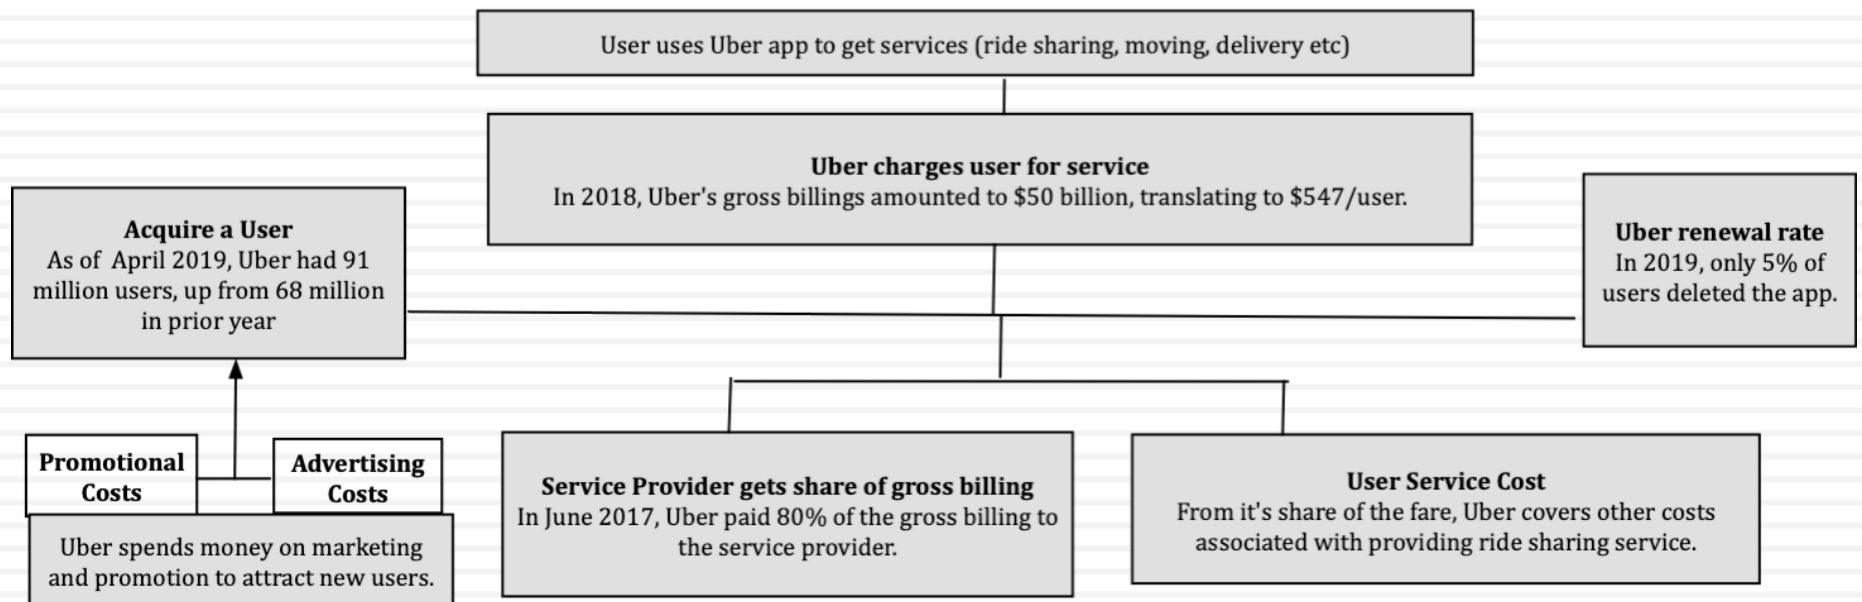 User uses Uber app to get services (ride sharing, moving, delivery etc)
Uber charges user for service
In 2018, Uber's gross billings amounted to $50 billion, translating to $547/user.
Acquire a User
As of April 2019, Uber had 91
million users, up from 68 million
in prior year
Uber renewal rate
In 2019, only 5% of
users deleted the app.
Promotional
Costs
Advertising
Costs
Uber spends money on marketing
and promotion to attract new users.
Service Provider gets share of gross billing
In June 2017, Uber paid 80% of the gross billing to
the service provider.
User Service Cost
From it's share of the fare, Uber covers other costs
associated with providing ride sharing service.